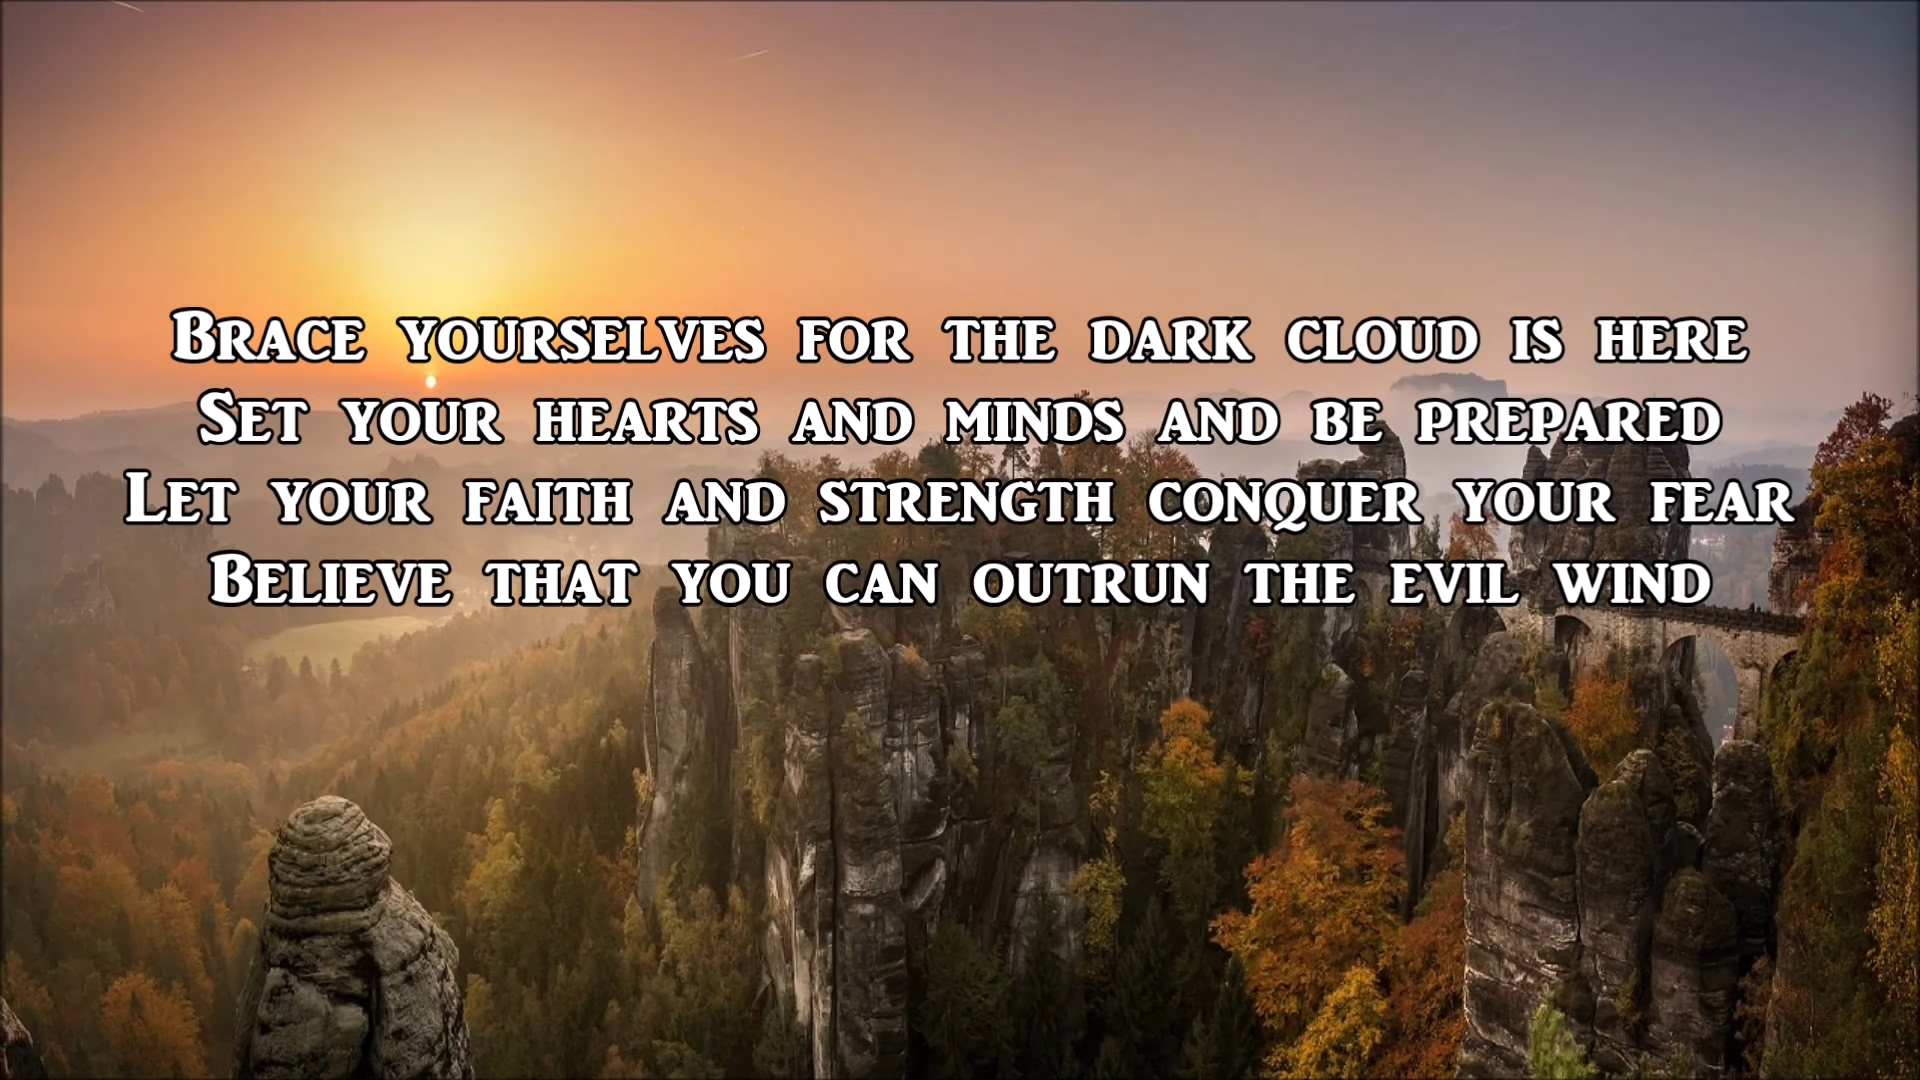 Brace yourselves for the dark cloud is here
Set your hearts and minds and be prepared
Let your faith and strength conquer your fear
Believe that you can outrun the evil wind